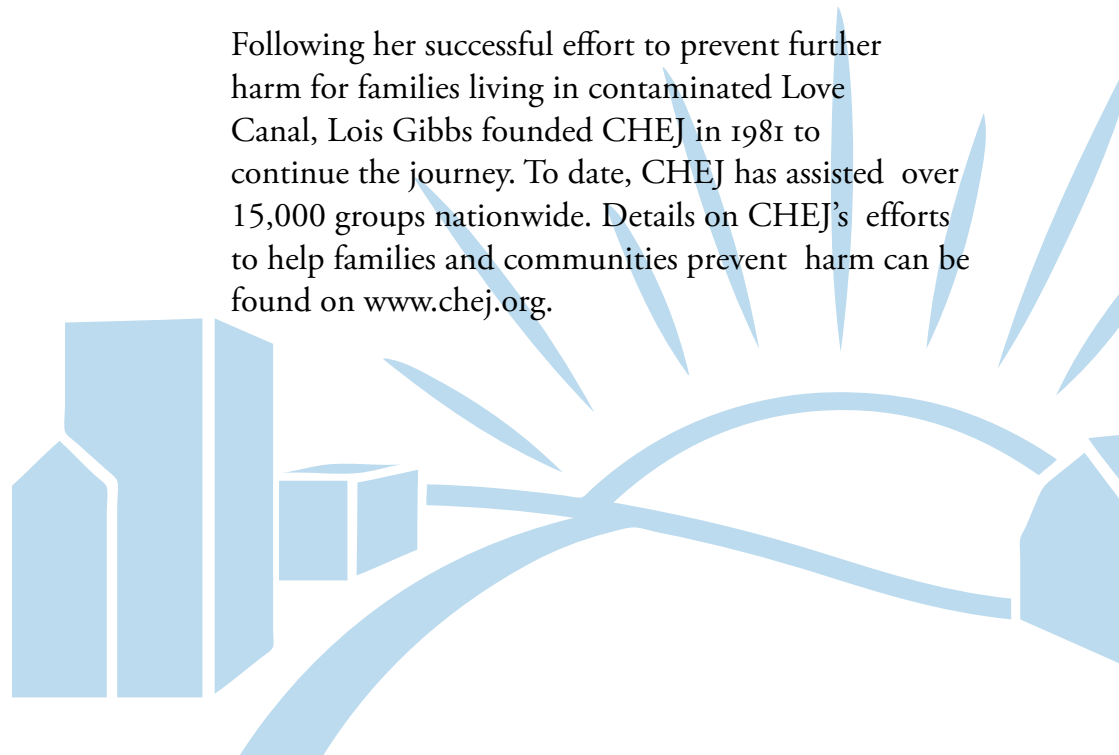 Following her successful effort to prevent further
harm for families living in contaminated Love
Canal, Lois Gibbs founded CHEJ in 1981 to
continue the journey. To date, CHEJ has assisted  over
15,000 groups nationwide. Details on CHEJ’s  efforts
to help families and communities prevent  harm can be
found on www.chej.org.